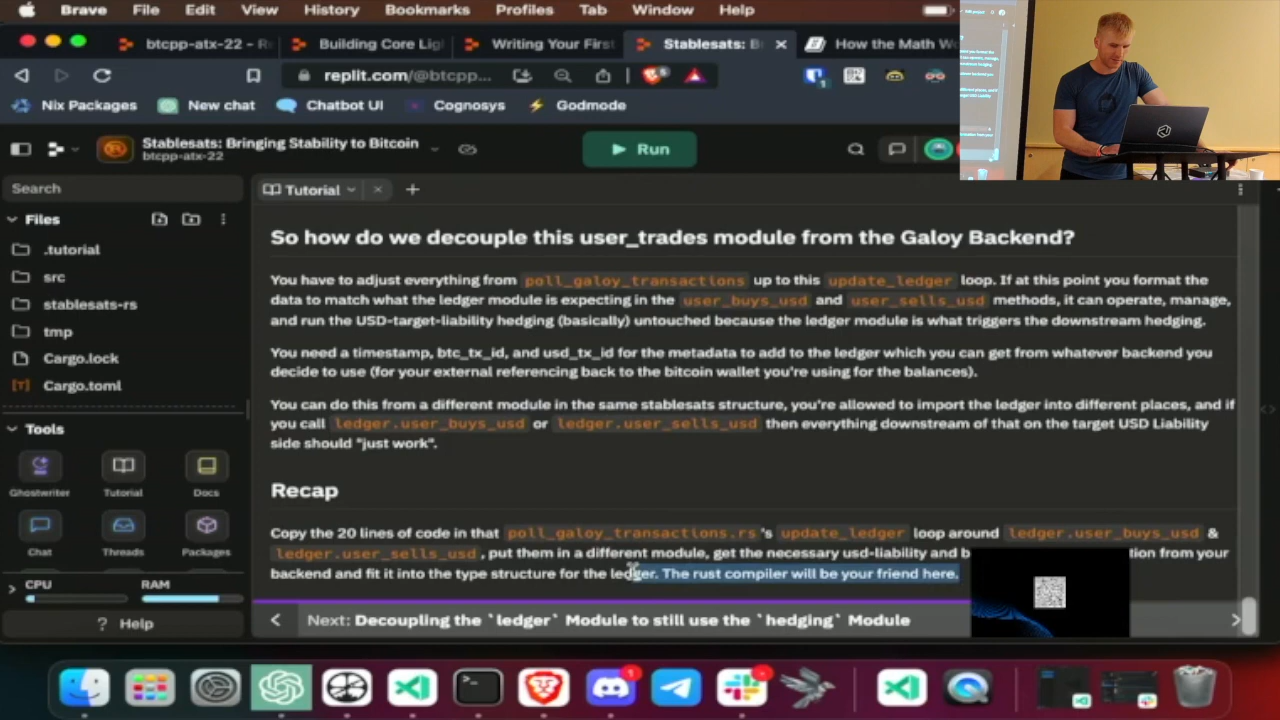 Brave File Edit View History Bookmarks Profiles Tab Window Help
btcpp-atx-22 - Re
Building Core Ligh
Writing Your First
Stablesats: B
How the Math W
replit.com/@btcpp...
Nix Packages New chat Chatbot UI Cognosys Godmode
Stablesats: Bringing Stability to Bitcoin
btcpp-atx-22
Run
Search
Tutorial
Files
.tutorial
src
stablesats-rs
tmp
Cargo.lock
Cargo.toml
Tools
Ghostwriter Tutorial Docs
Chat Threads Packages
CPU RAM
? Help
So how do we decouple this user_trades module from the Galoy Backend?
You have to adjust everything from poll_galoy_transactions up to this update_ledger loop. If at this point you format the
data to match what the ledger module is expecting in the user_buys_usd and user_sells_usd methods, it can operate, manage,
and run the USD-target-liability hedging (basically) untouched because the ledger module is what triggers the downstream hedging.
You need a timestamp, btc_tx_id, and usd_tx_id for the metadata to add to the ledger which you can get from whatever backend you
decide to use (for your external referencing back to the bitcoin wallet you're using for the balances).
You can do this from a different module in the same stablesats structure, you're allowed to import the ledger into different places, and if
you call ledger.user_buys_usd or ledger.user_sells_usd then everything downstream of that on the target USD Liability
side should "just work".
Recap
Copy the 20 lines of code in that poll_galoy_transactions.rs's update_ledger loop around ledger.user_buys_usd &
ledger.user_sells_usd, put them in a different module, get the necessary usd-liability and b tion from your
backend and fit it into the type structure for the ledger. The rust compiler will be your friend here.
Next: Decoupling the `ledger` Module to still use the `hedging` Module